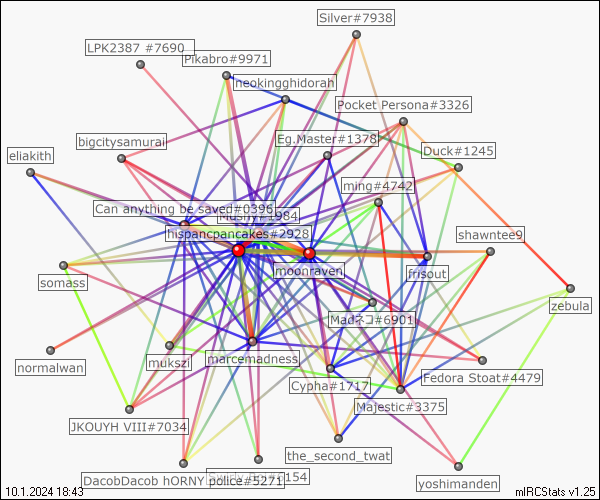 Silver#7938
LPK2387 #7690
Pikabro#9971
neokingghidorah
Pocket Persona#3326
bigcitysamurai
Eg.Master#1378
Duck#1245
eliakith
ming#4742
Can anything be saved#0396
#1984
hispancpancakes#2928
shawntee9
moonraven
frisout
somass
zebula
Madネコ#6901
mukszi
marcemadness
normalwan
Fedora Stoat#4479
Cypha#1717
Majestic#3375
JKOUYH VIII#7034
the_second_twat
DacobDacob hORNY police#5271
#0154
yoshimanden
10.1.2024 18:43
mIRCStats v1.25